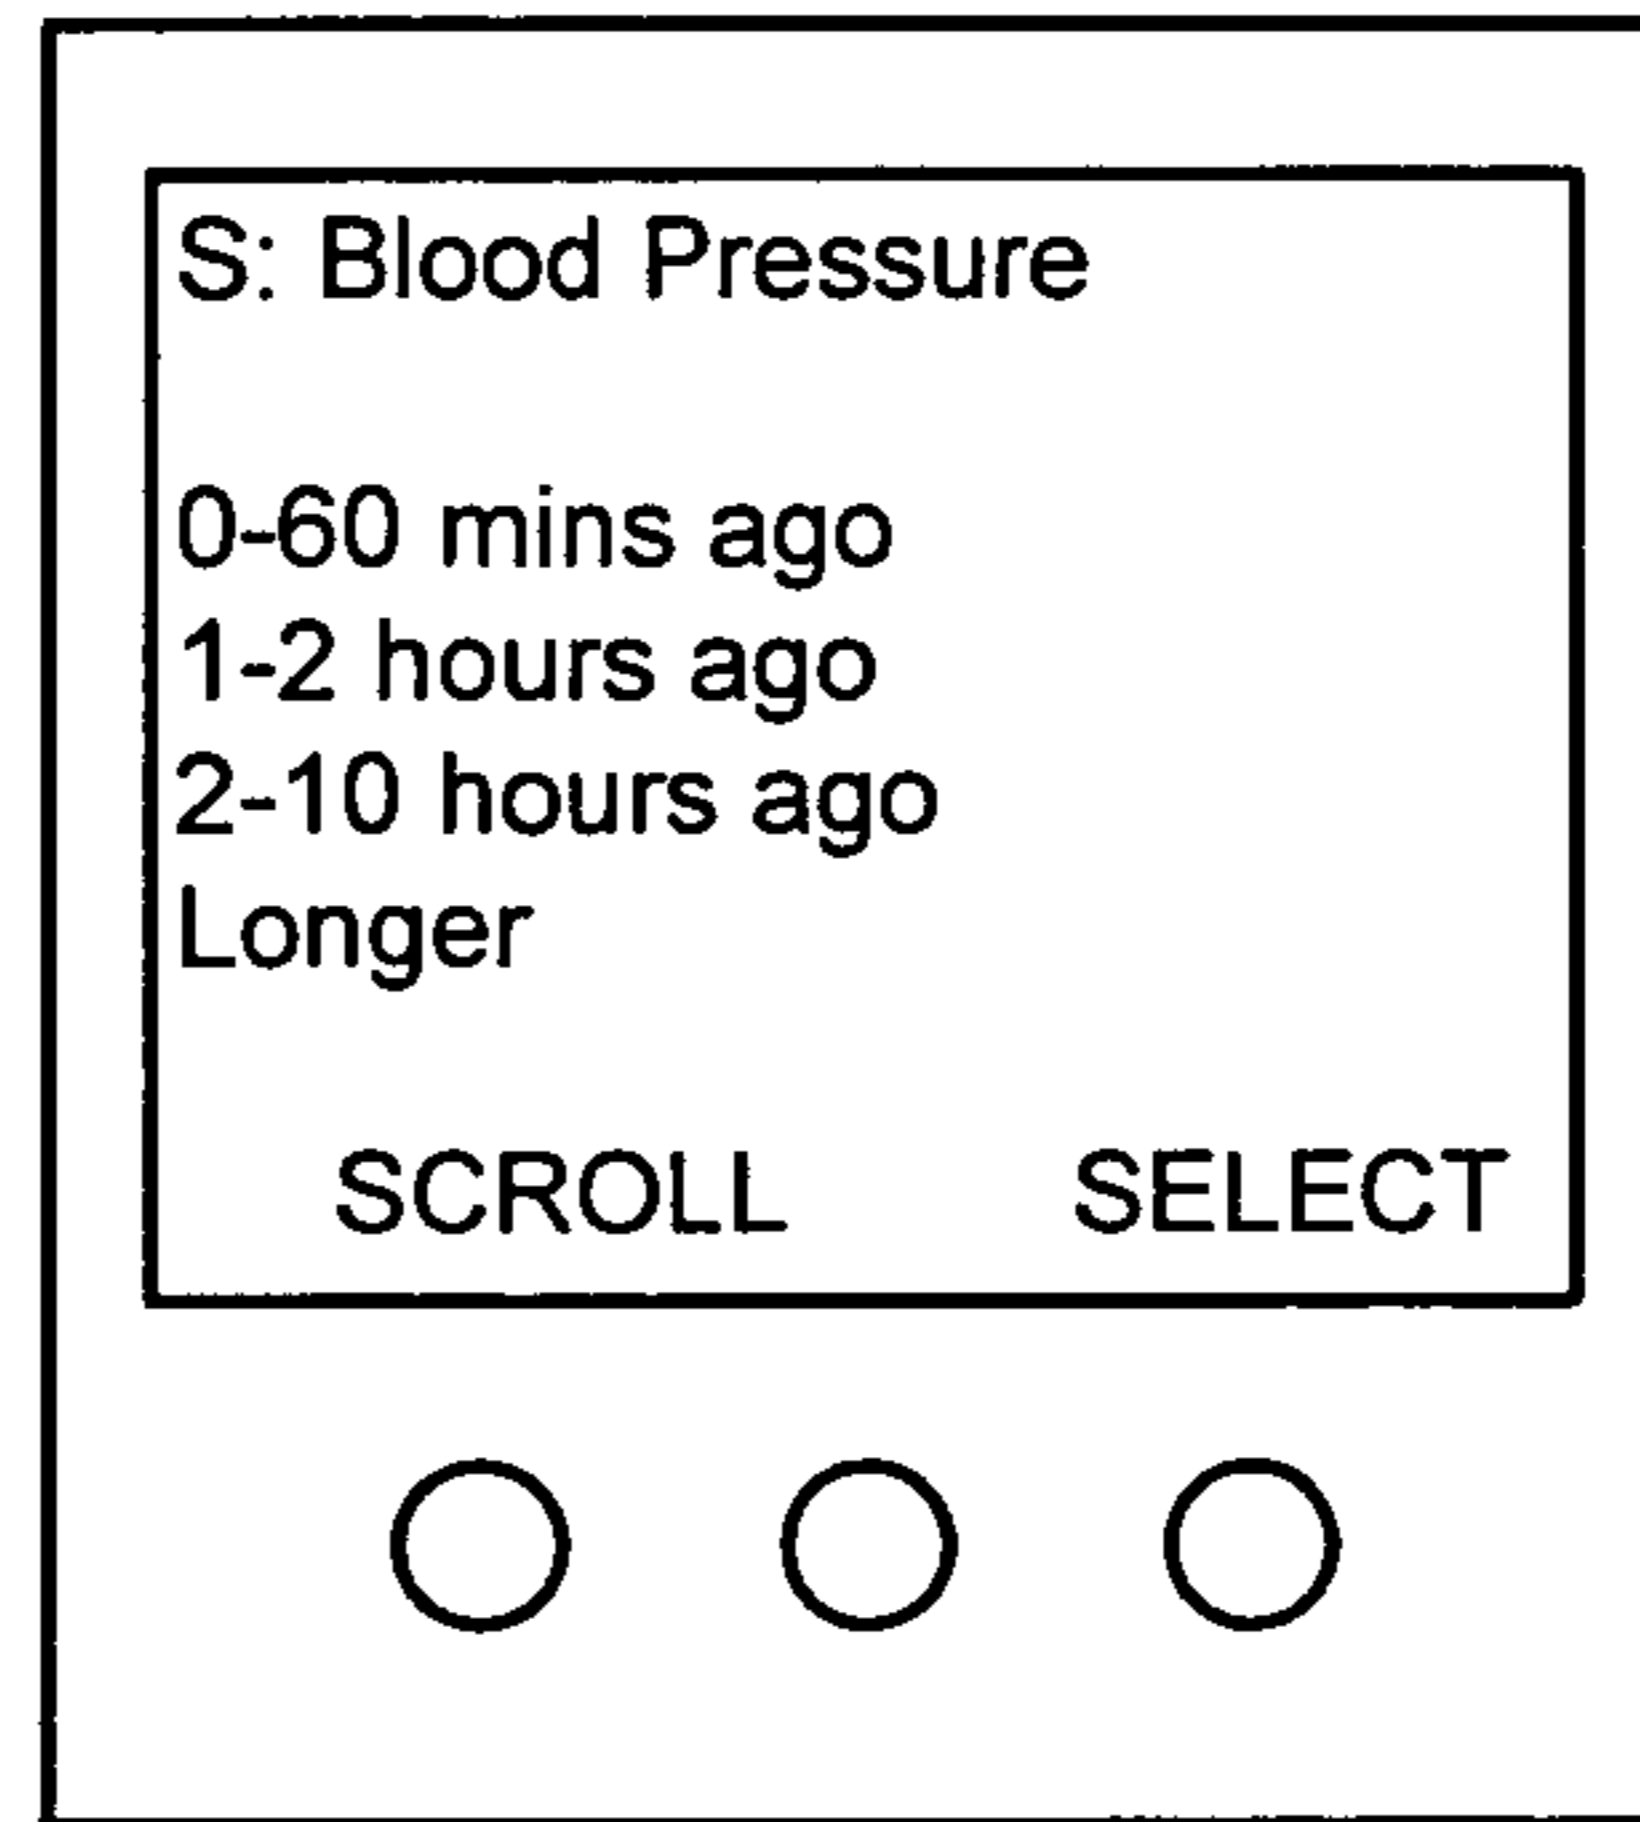 S: Blood Pressure
0-60 mins ago
1-2 hours ago
2-10 hours ago
Longer
SCROLL SELECT